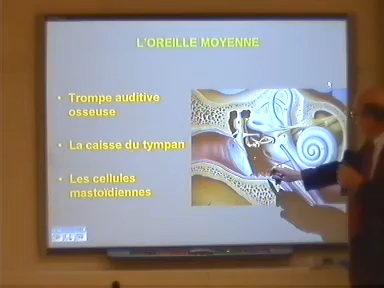 L'OREILLE MOYENNE
• Trompe auditive
osseuse
• La caisse du tympan
• Les cellules
mastoïdiennes